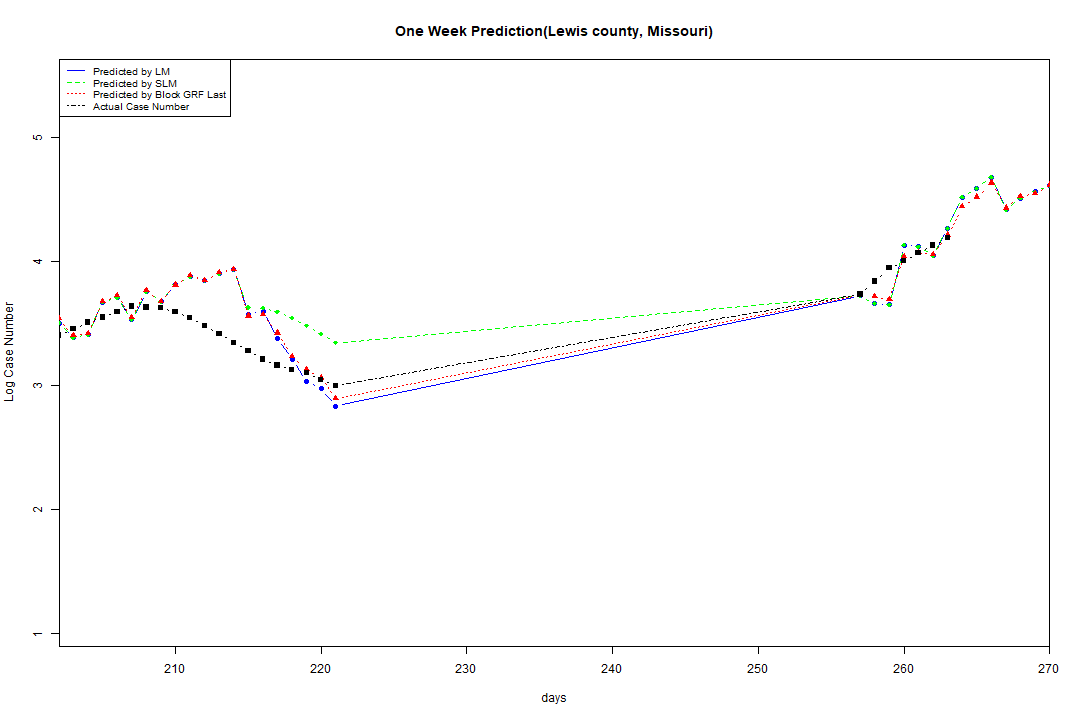 One Week Prediction(Lewis county, Missouri)
Predicted by LM
Predicted by SLM
Predicted by Block GRF Last
Actual Case Number
Log Case Number
5
4
3
2
1
210 220 230 240 250 260 270
days